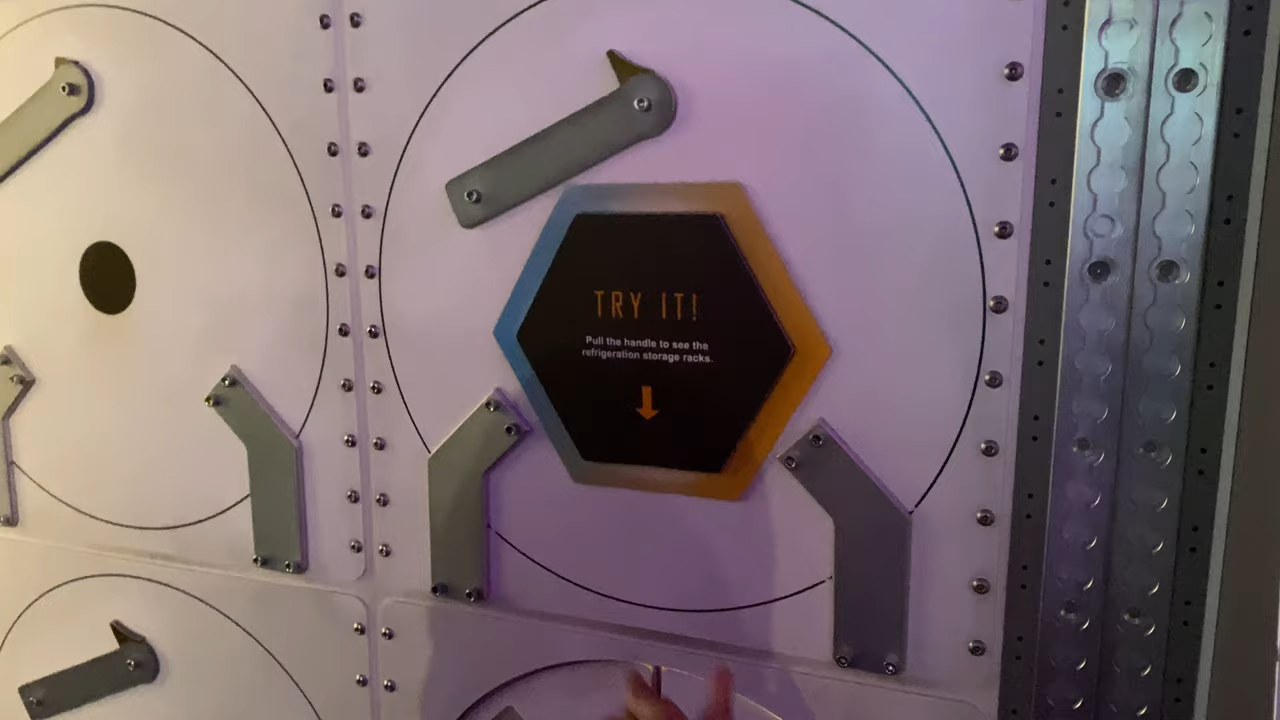 TRY IT!
Pull the handle to see the
refrigeration storage racks.